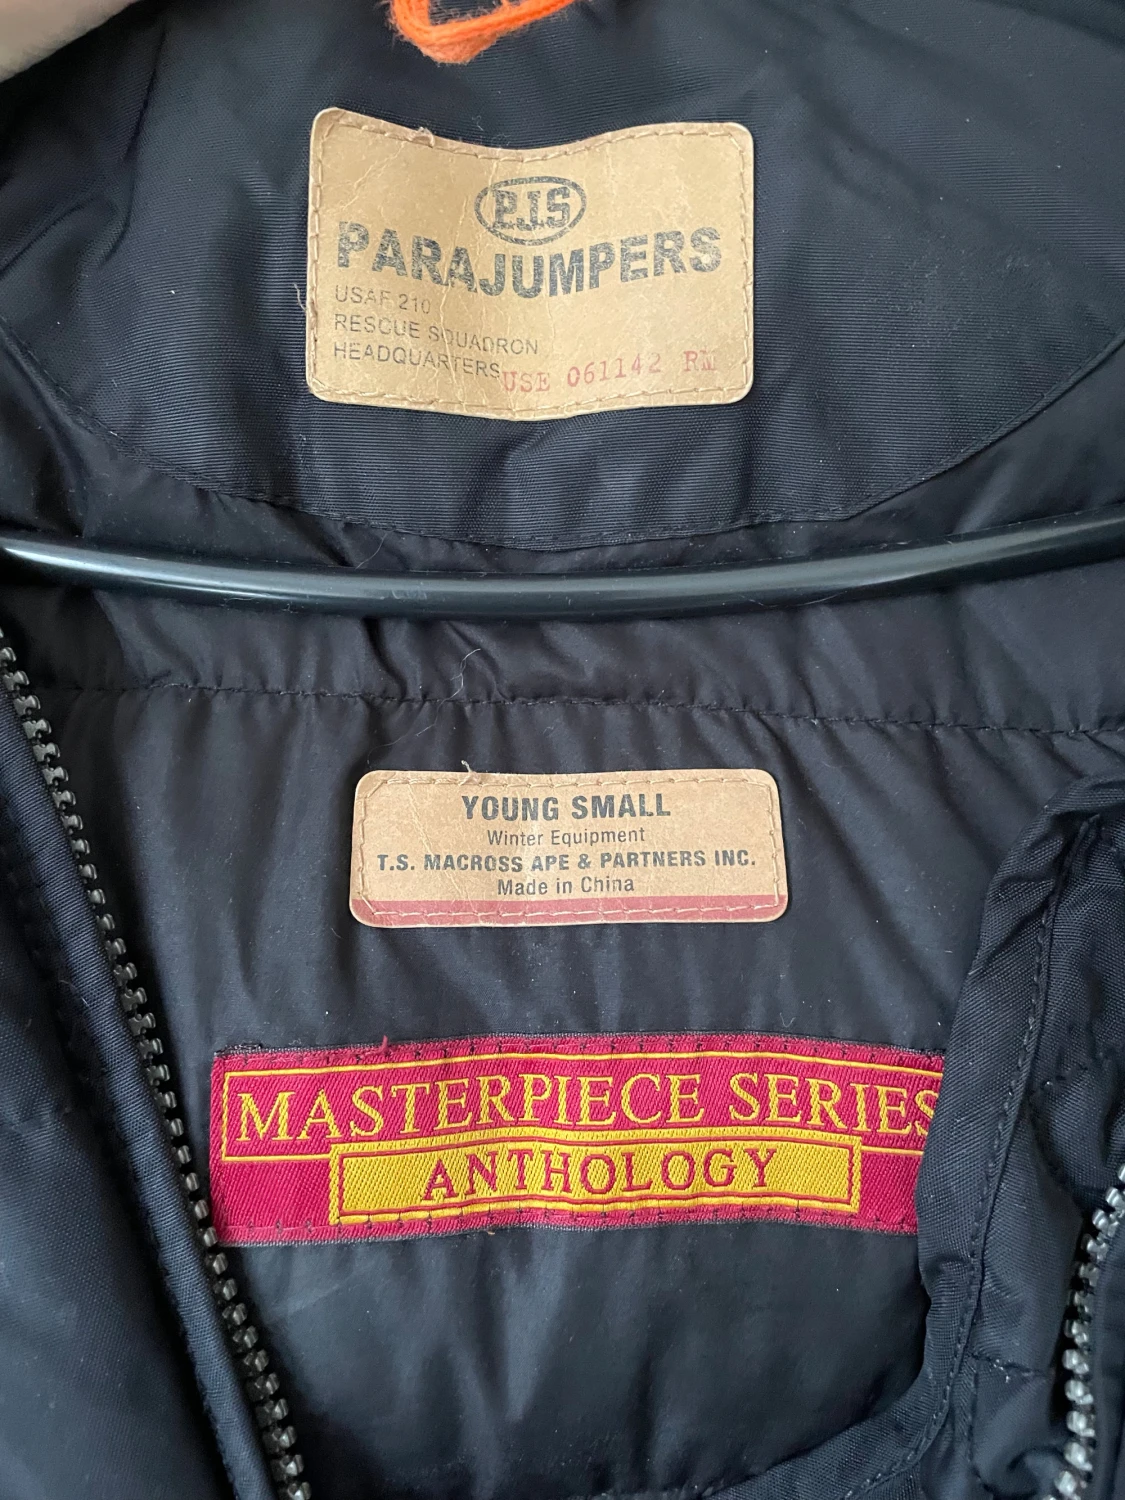 P.J.S
PARAJUMPERS
USAF 210
RESCUE SQUADRON
HEADQUARTERS
USE 061142 RM
YOUNG SMALL
Winter Equipment
T.S. MACROSS APE & PARTNERS INC.
Made in China
MASTERPIECE SERIES
ANTHOLOGY